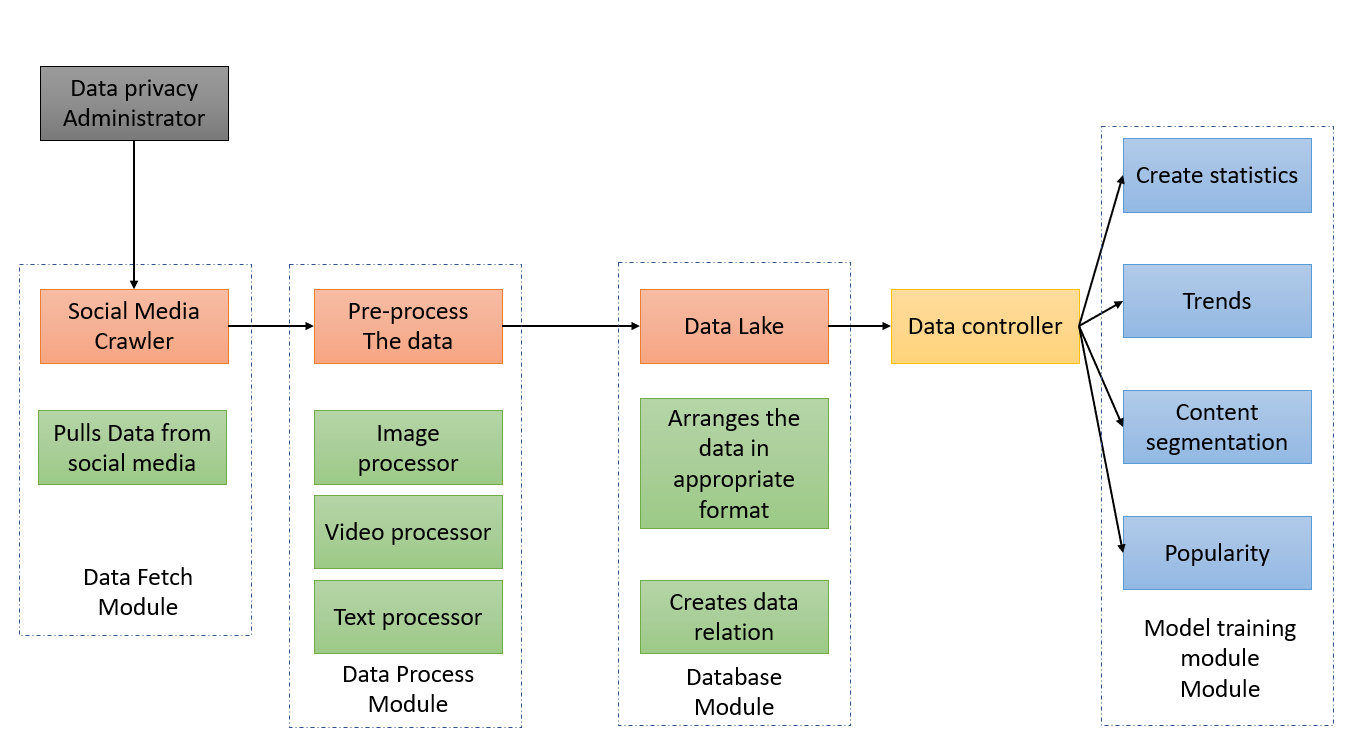 Data privacy
Administrator
Social Media
Crawler
Pulls Data from
social media
Data Fetch
Module
Pre-process
The data
Image
processor
Video processor
Text processor
Data Process
Module
Data Lake
Arranges the
data in
appropriate
format
Creates data
relation
Database
Module
Data controller
Create statistics
Trends
Content
segmentation
Popularity
Model training
module
Module